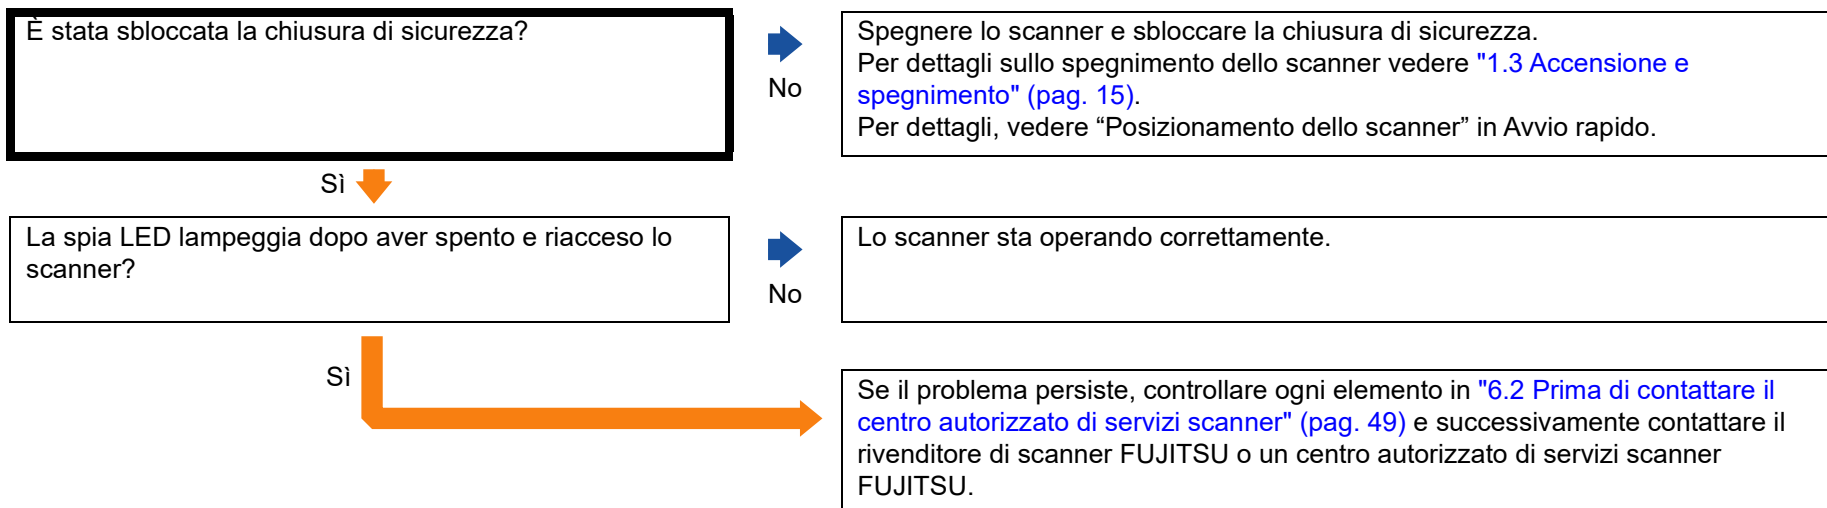 È stata sbloccata la chiusura di sicurezza?
No
Spegnere lo scanner e sbloccare la chiusura di sicurezza.
Per dettagli sullo spegnimento dello scanner vedere "1.3 Accensione e
spegnimento" (pag. 15).
Per dettagli, vedere “Posizionamento dello scanner” in Avvio rapido.
Sì
La spia LED lampeggia dopo aver spento e riacceso lo
scanner?
No
Lo scanner sta operando correttamente.
Sì
Se il problema persiste, controllare ogni elemento in "6.2 Prima di contattare il
centro autorizzato di servizi scanner" (pag. 49) e successivamente contattare il
rivenditore di scanner FUJITSU o un centro autorizzato di servizi scanner
FUJITSU.